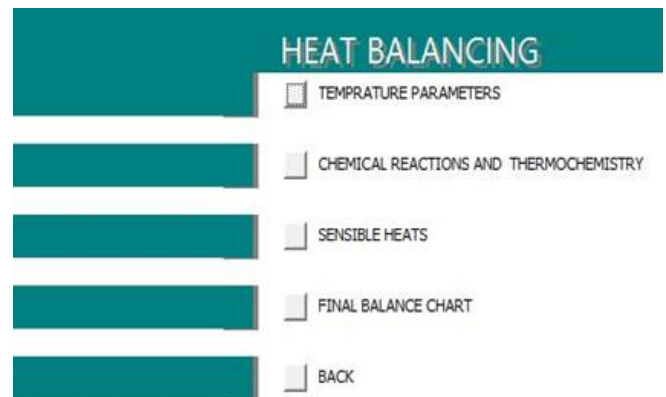 HEAT BALANCING
TEMPRATURE PARAMETERS
CHEMICAL REACTIONS AND THERMOCHEMISTRY
SENSIBLE HEATS
FINAL BALANCE CHART
BACK